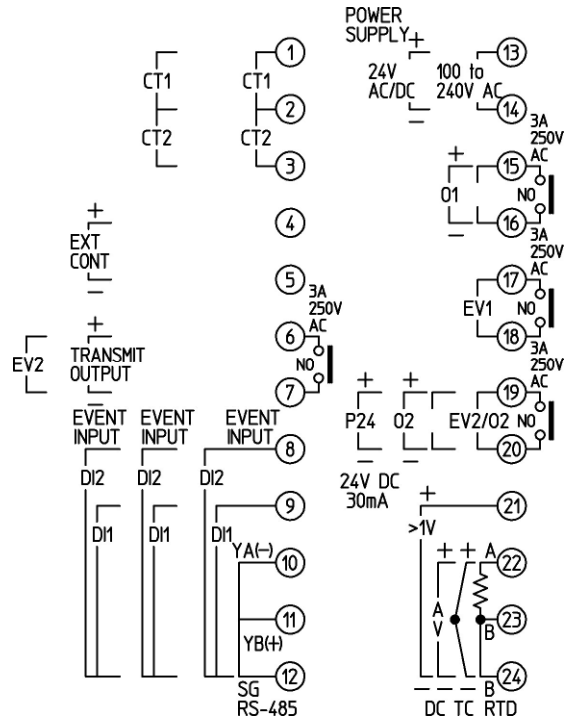 POWER
SUPPLY
+
24V
AC/DC
−
100 to
240V AC
1
2
3
CT1
CT2
CT1
CT2
13
14
3A
250V
AC
NO
15
16
+
O1
−
4
5
+
EXT
CONT
−
3A
250V
AC
NO
17
18
EV1
3A
250V
AC
NO
6
7
EV2
+
TRANSMIT
OUTPUT
−
3A
250V
AC
NO
19
20
+
P24
−
24V DC
30mA
+
O2
−
EV2/O2
EVENT
INPUT
EVENT
INPUT
EVENT
INPUT
8
DI2
DI2
DI2
9
DI1
DI1
DI1
YA(−)
10
11
YB(+)
12
SG
RS-485
+
>1V
−
21
+
A
V
−
+
−
A
22
23
B
24
B
DC TC RTD